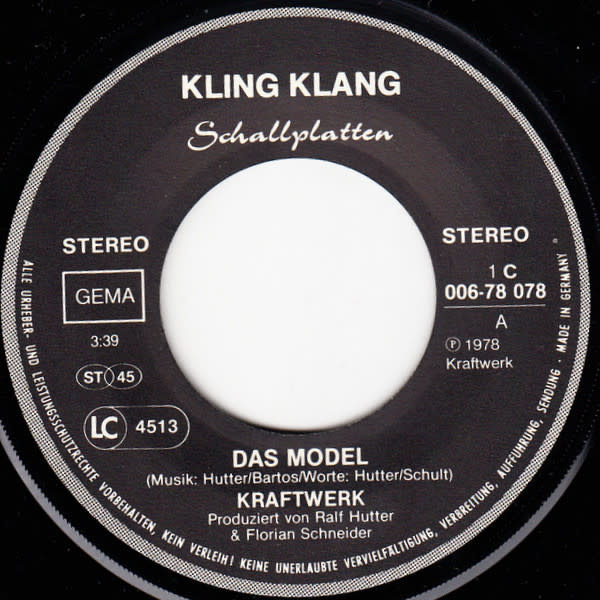 KLING KLANG
Schallplatten
STEREO
GEMA
3:39
ST 45
LC 4513
STEREO
1 C
006-78 078
A
℗ 1978
Kraftwerk
DAS MODEL
(Musik: Hutter/Bartos/Worte: Hutter/Schult)
KRAFTWERK
Produziert von Ralf Hutter
& Florian Schneider
ALLE URHEBER- UND LEISTUNGSSCHUTZRECHTE VORBEHALTEN, KEIN VERLEIH! KEINE UNERLAUBTE VERVIELFÄLTIGUNG, VERBREITUNG, AUFFÜHRUNG, SENDUNG · MADE IN GERMANY